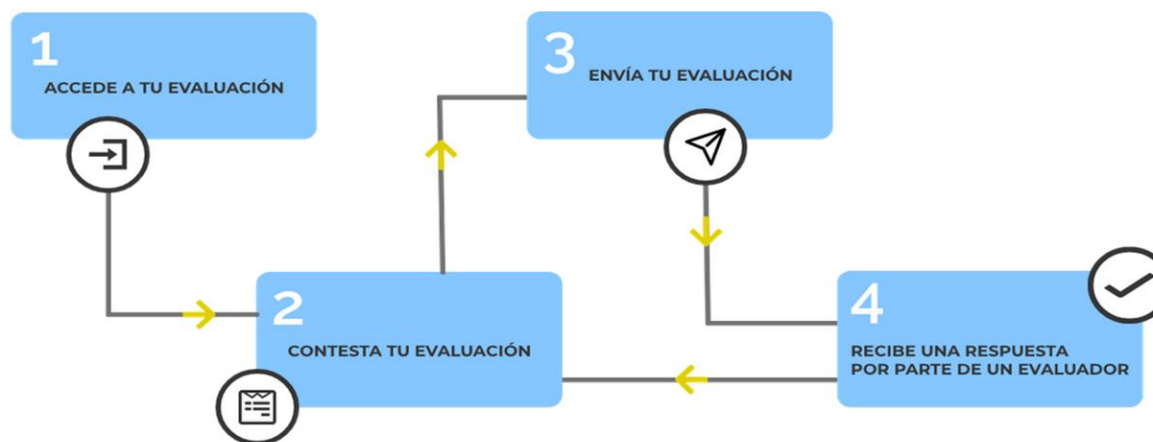 1
ACCEDE A TU EVALUACIÓN
2
CONTESTA TU EVALUACIÓN
3
ENVÍA TU EVALUACIÓN
4
RECIBE UNA RESPUESTA
POR PARTE DE UN EVALUADOR